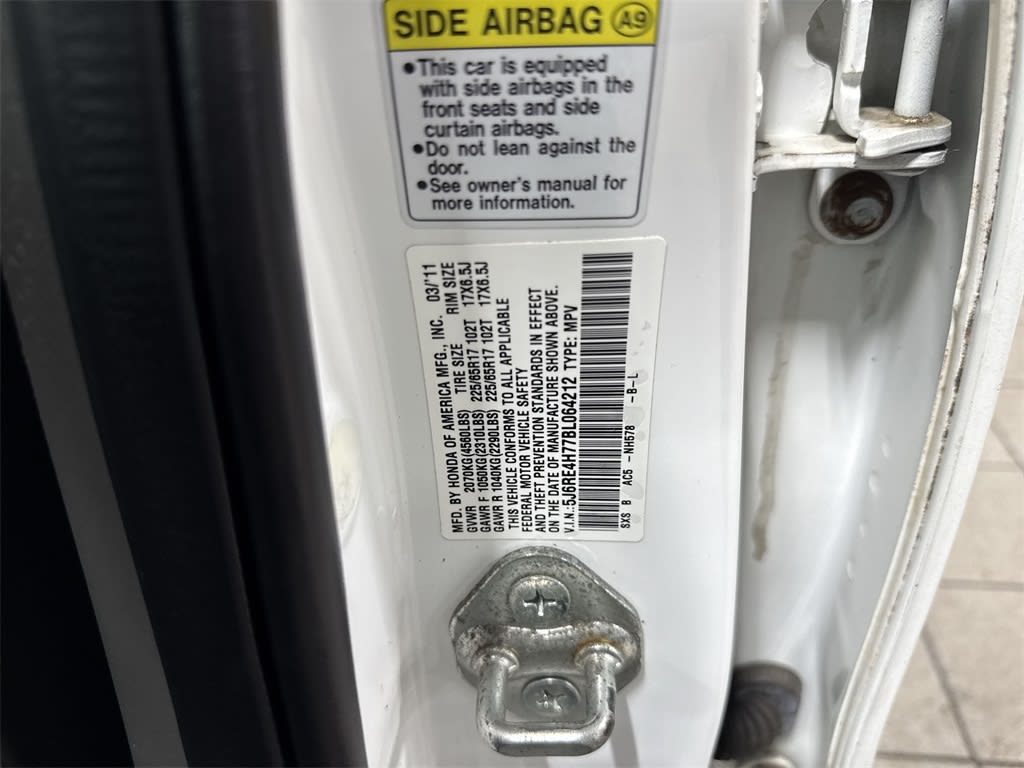 SIDE AIRBAG A9
•This car is equipped
with side airbags in the
front seats and side
curtain airbags.
•Do not lean against the
door.
•See owner's manual for
more information.
MFD. BY HONDA OF AMERICA MFG., INC. 03/'11
GVWR 2070KG(4560LBS) TIRE SIZE RIM SIZE
GAWR F 1050KG(2310LBS) 225/65R17 102T 17X6.5J
GAWR R 1040KG(2290LBS) 225/65R17 102T 17X6.5J
THIS VEHICLE CONFORMS TO ALL APPLICABLE
FEDERAL MOTOR VEHICLE SAFETY
AND THEFT PREVENTION STANDARDS IN EFFECT
ON THE DATE OF MANUFACTURE SHOWN ABOVE.
V.I.N.:5J6RE4H77BL064212 TYPE: MPV
SXS B AC5 -NH578 -B-L